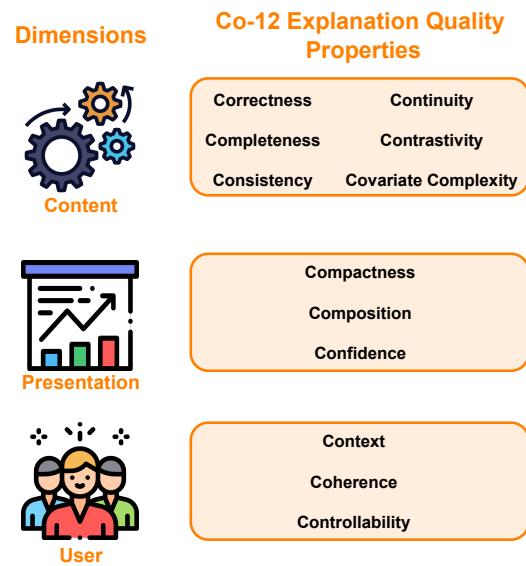 Dimensions
Co-12 Explanation Quality
Properties
Correctness
Continuity
Completeness
Contrastivity
Consistency
Covariate Complexity
Content
Compactness
Composition
Confidence
Presentation
Context
Coherence
Controllability
User